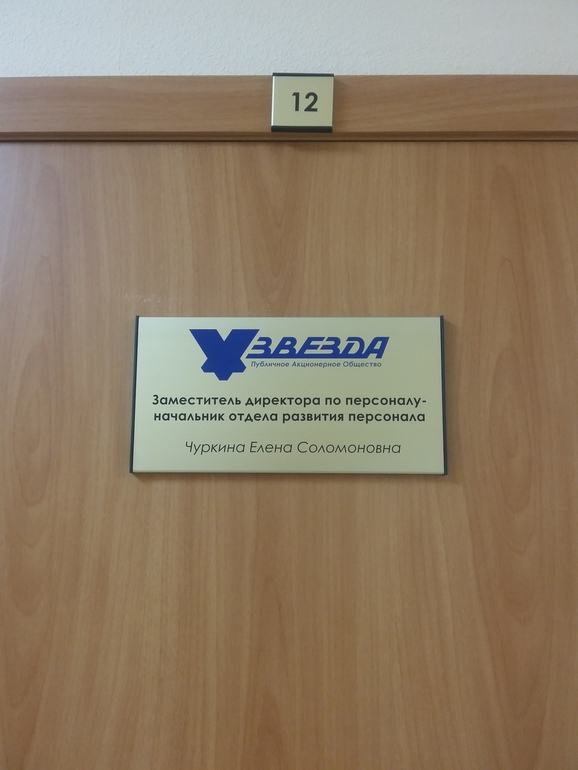 12
ЗВЕЗДА
Публичное Акционерное Общество
Заместитель директора по персоналу-
начальник отдела развития персонала
Чуркина Елена Соломоновна